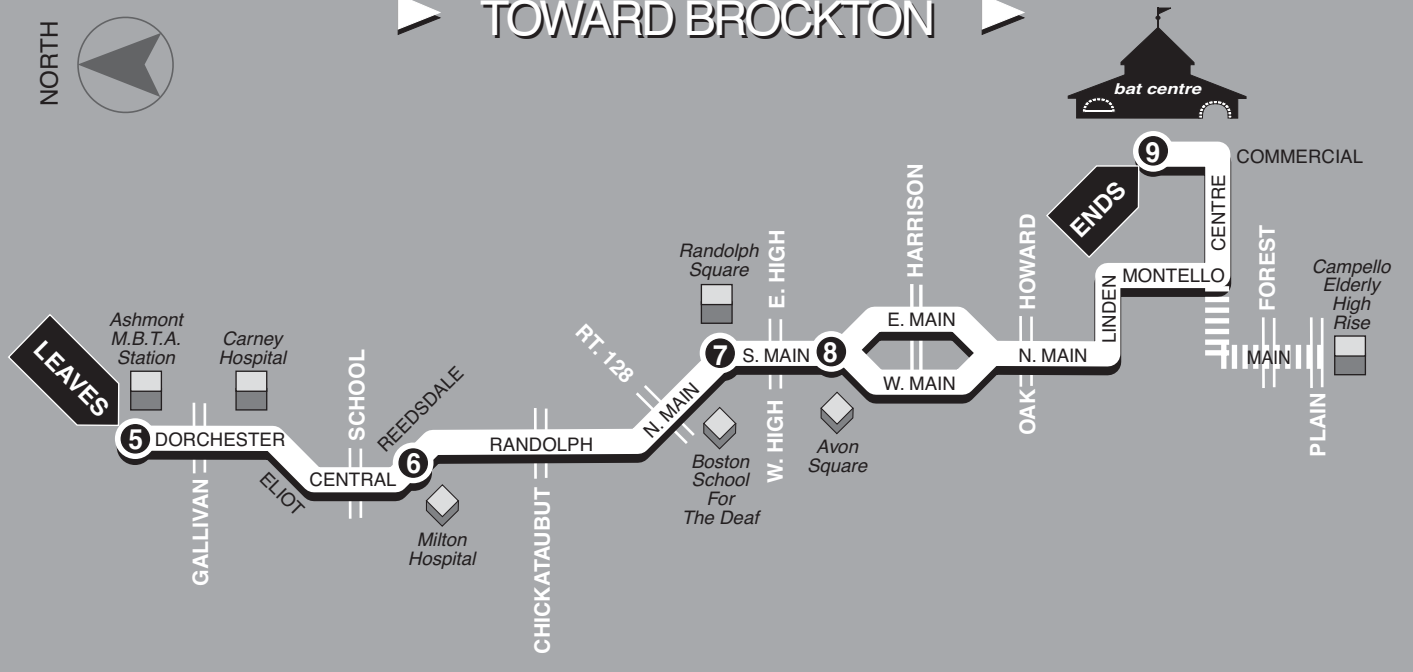 TOWARD BROCKTON
NORTH
bat centre
9
COMMERCIAL
ENDS
CENTRE
HARRISON
HOWARD
E. HIGH
FOREST
Randolph
Square
Campello
Elderly
High
Rise
MONTELLO
LINDEN
Ashmont
M.B.T.A.
Station
Carney
Hospital
LEAVES
SCHOOL
REEDSDALE
RT. 128
7
S. MAIN
8
E. MAIN
N. MAIN
MAIN
W. MAIN
N. MAIN
OAK
PLAIN
5
DORCHESTER
RANDOLPH
6
CENTRAL
ELIOT
W. HIGH
Avon
Square
Boston
School
For
The Deaf
GALLIVAN
Milton
Hospital
CHICKATAUBUT